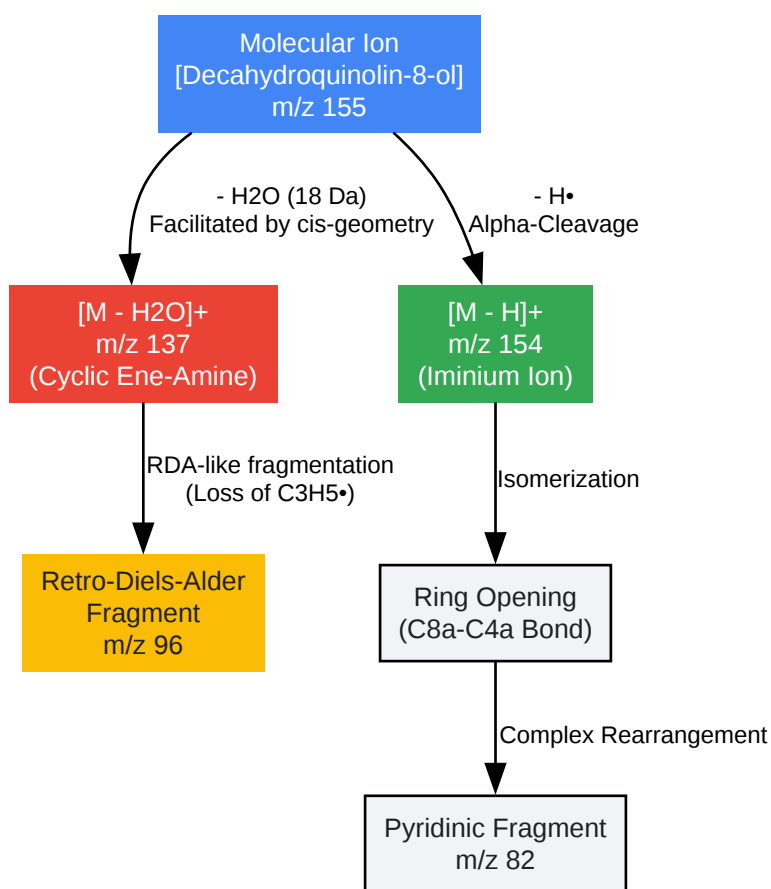 Molecular Ion
[Decahydroquinolin-8-ol]
m/z 155
- H2O (18 Da)
Facilitated by cis-geometry
- H•
Alpha-Cleavage
[M - H2O]+
m/z 137
(Cyclic Ene-Amine)
[M - H]+
m/z 154
(Iminium Ion)
RDA-like fragmentation
(Loss of C3H5•)
Isomerization
Retro-Diels-Alder
Fragment
m/z 96
Ring Opening
(C8a-C4a Bond)
Complex Rearrangement
Pyridinic Fragment
m/z 82